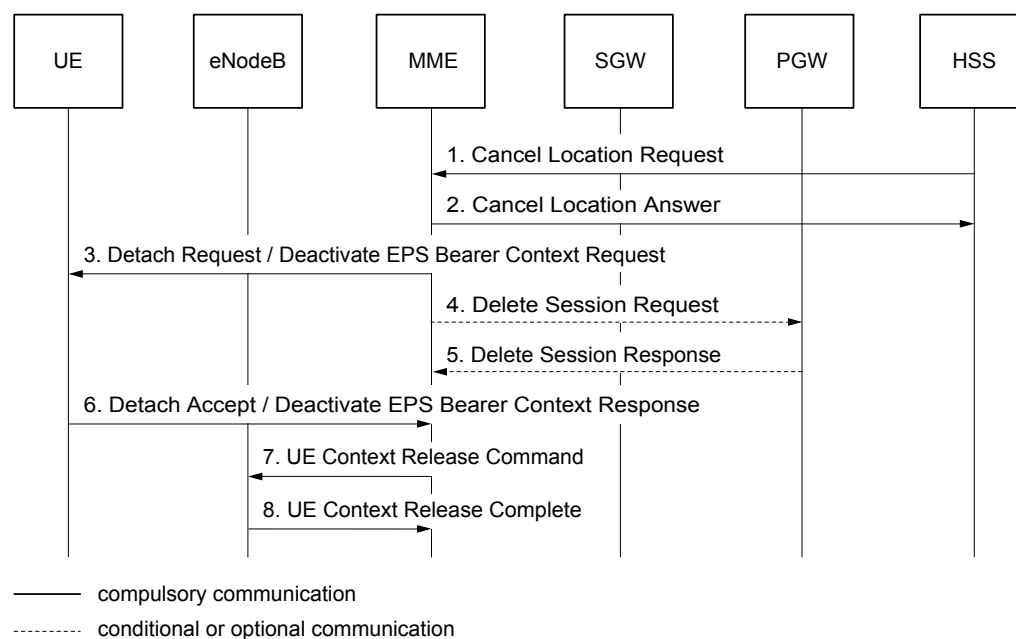 UE eNodeB MME SGW PGW HSS
1. Cancel Location Request
2. Cancel Location Answer
3. Detach Request / Deactivate EPS Bearer Context Request
4. Delete Session Request
5. Delete Session Response
6. Detach Accept / Deactivate EPS Bearer Context Response
7. UE Context Release Command
8. UE Context Release Complete
compulsory communication
conditional or optional communication